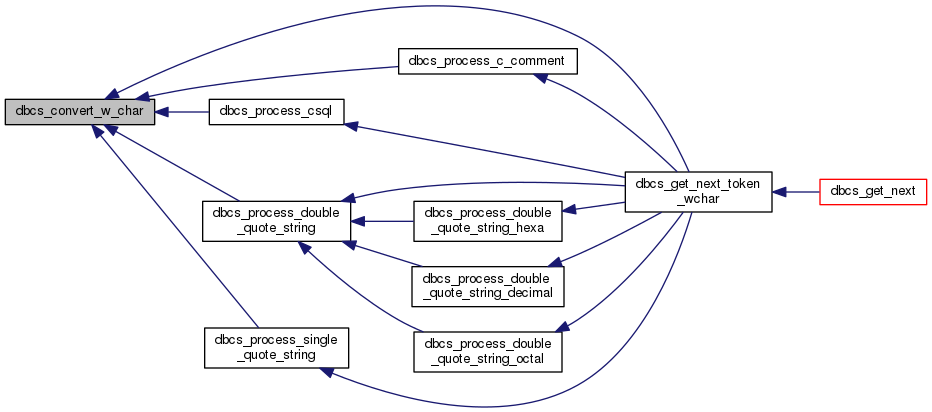 dbcs_convert_w_char
dbcs_process_c_comment
dbcs_process_csql
dbcs_process_double
_quote_string
dbcs_process_double
_quote_string_hexa
dbcs_process_double
_quote_string_decimal
dbcs_process_double
_quote_string_octal
dbcs_process_single
_quote_string
dbcs_get_next_token
_wchar
dbcs_get_next